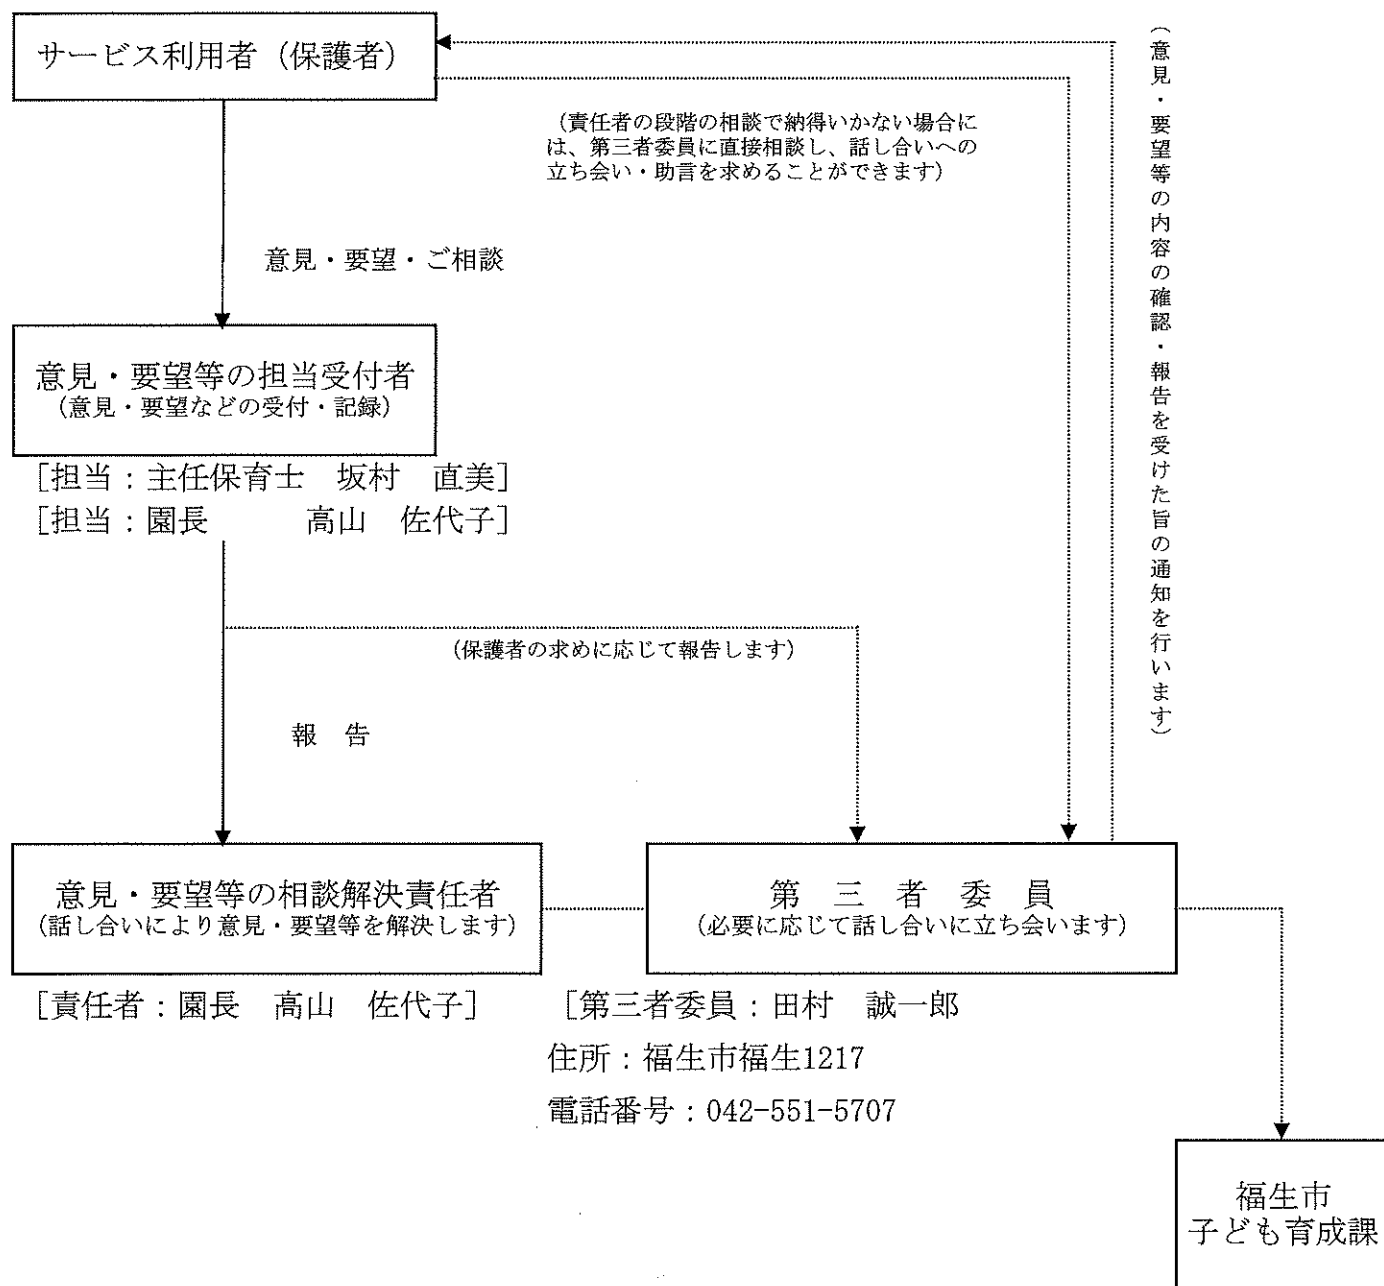 サービス利用者（保護者）
（責任者の段階の相談で納得いかない場合に
は、第三者委員に直接相談し、話し合いへの
立ち会い・助言を求めることができます）
（意見・要望等の内容の確認・報告を受けた旨の通知を行います）
意見・要望・ご相談
意見・要望等の担当受付者
（意見・要望などの受付・記録）
［担当：主任保育士　坂村　直美］
［担当：園長　　　高山　佐代子］
（保護者の求めに応じて報告します）
報　告
意見・要望等の相談解決責任者
（話し合いにより意見・要望等を解決します）
第　三　者　委　員
（必要に応じて話し合いに立ち会います）
［責任者：園長　高山　佐代子］
［第三者委員：田村　誠一郎
住所：福生市福生1217
電話番号：042-551-5707
福生市
子ども育成課